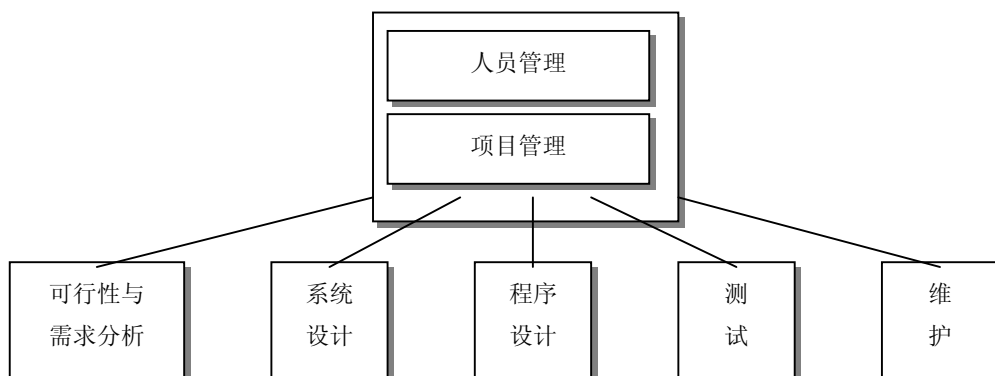 人员管理
项目管理
可行性与
需求分析
系统
设计
程序
设计
测
试
维
护